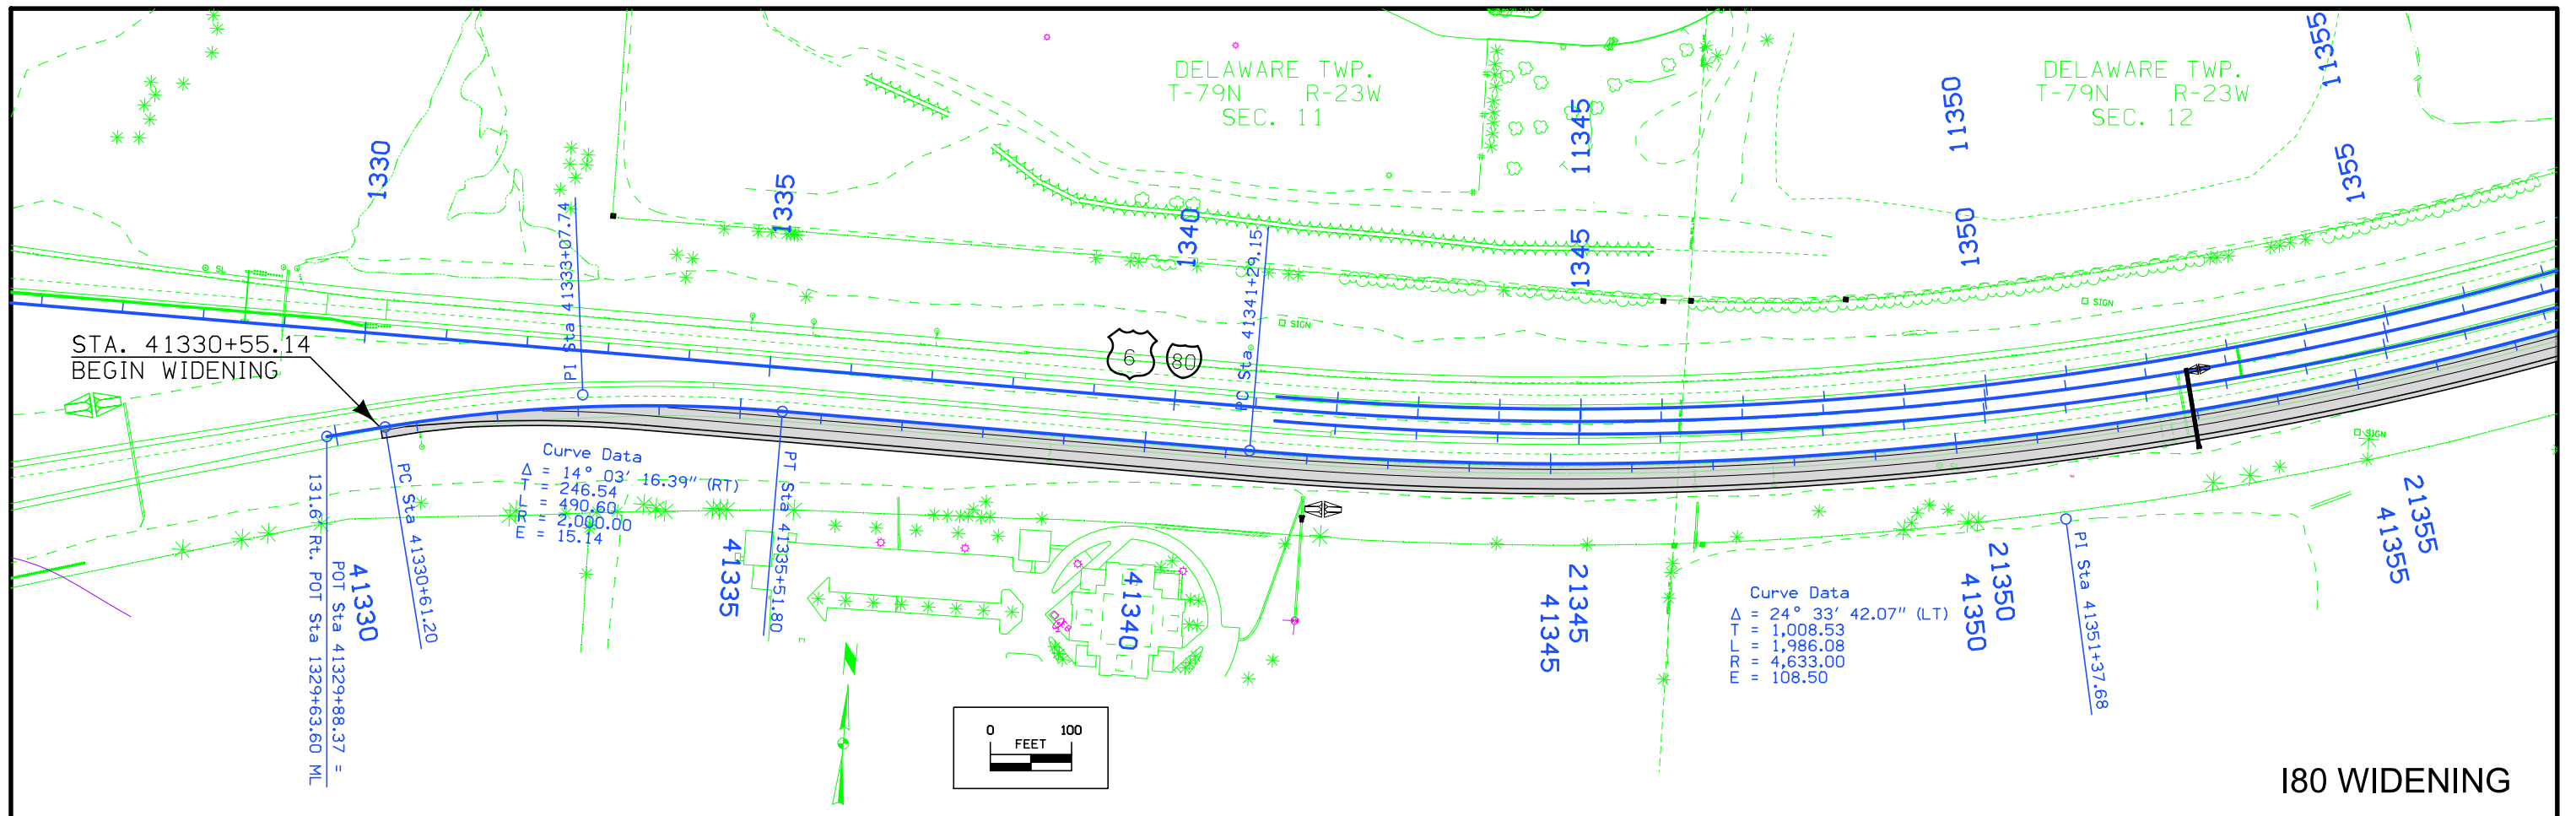 DELAWARE TWP.
T-79N R-23W
SEC. 11
DELAWARE TWP.
T-79N R-23W
SEC. 12
1330
1335
1340
11345
1345
11350
1350
11355
1355
PI Sta 41333+07.74
PC Sta 41341+29.15
SL
SIGN
SIGN
SIGN
6
80
STA. 41330+55.14
BEGIN WIDENING
131.67 Rt. POT Sta 1329+63.60 ML
POT Sta 41329+88.37 =
41330
PC Sta 41330+61.20
Curve Data
Δ = 14° 03' 16.39" (RT)
T = 246.54
L = 490.60
R = 2,000.00
E = 15.14
41335
PT Sta 41335+51.80
41340
21345
41345
Curve Data
Δ = 24° 33' 42.07" (LT)
T = 1,008.53
L = 1,986.08
R = 4,633.00
E = 108.50
21350
41350
PI Sta 41351+37.68
21355
41355
0 100
FEET
I80 WIDENING